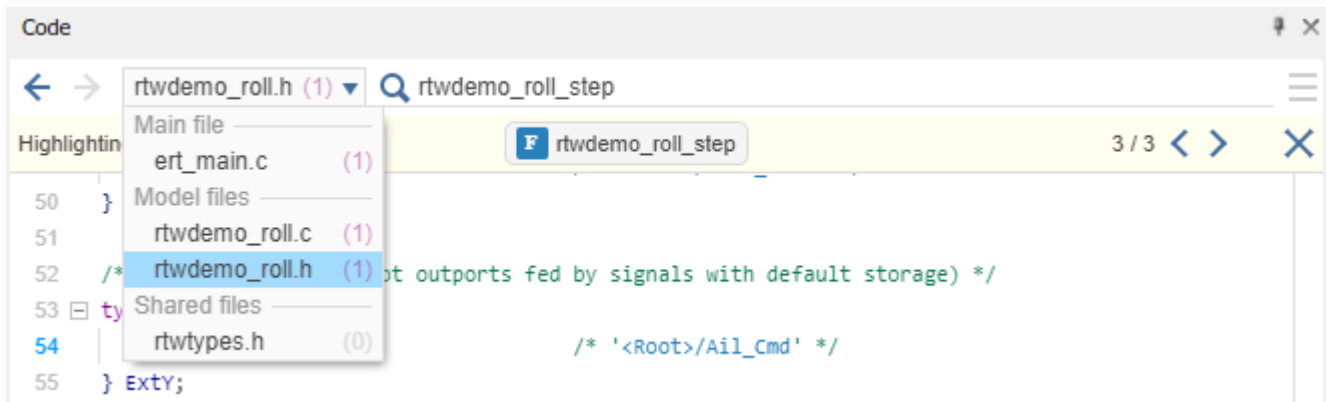 Code
rtwdemo_roll.h (1) rtwdemo_roll_step
Main file
Highlightin F rtwdemo_roll_step 3 / 3
ert_main.c (1)
50 } Model files
51 rtwdemo_roll.c (1)
52 /* rtwdemo_roll.h (1) ot outports fed by signals with default storage) */
53 ty Shared files
54 rtwtypes.h (0) /* '<Root>/Ail_Cmd' */
55 } ExtY;